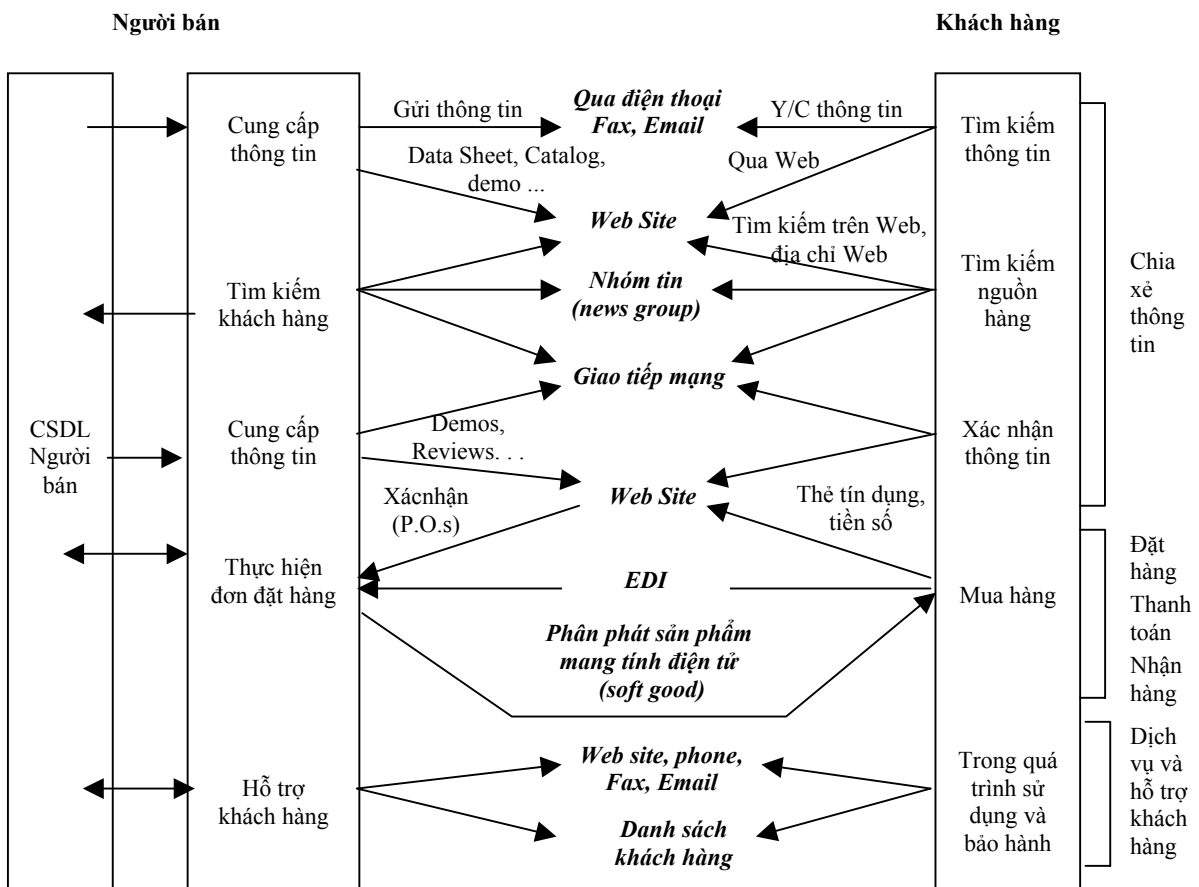 Người bán
Khách hàng
Gửi thông tin
Qua điện thoại
Fax, Email
Y/C thông tin
Cung cấp
thông tin
Tìm kiếm
thông tin
Data Sheet, Catalog,
demo ...
Qua Web
Web Site
Tìm kiếm trên Web,
địa chỉ Web
Tìm kiếm
khách hàng
Nhóm tin
(news group)
Tìm kiếm
nguồn
hàng
Chia
xẻ
thông
tin
Giao tiếp mạng
CSDL
Người
bán
Cung cấp
thông tin
Demos,
Reviews. . .
Xác nhận
thông tin
Xácnhận
(P.O.s)
Web Site
Thẻ tín dụng,
tiền số
Thực hiện
đơn đặt hàng
EDI
Mua hàng
Đặt
hàng
Thanh
toán
Nhận
hàng
Phân phát sản phẩm
mang tính điện tử
(soft good)
Hỗ trợ
khách hàng
Web site, phone,
Fax, Email
Danh sách
khách hàng
Trong quá
trình sử
dụng và
bảo hành
Dịch
vụ và
hỗ trợ
khách
hàng